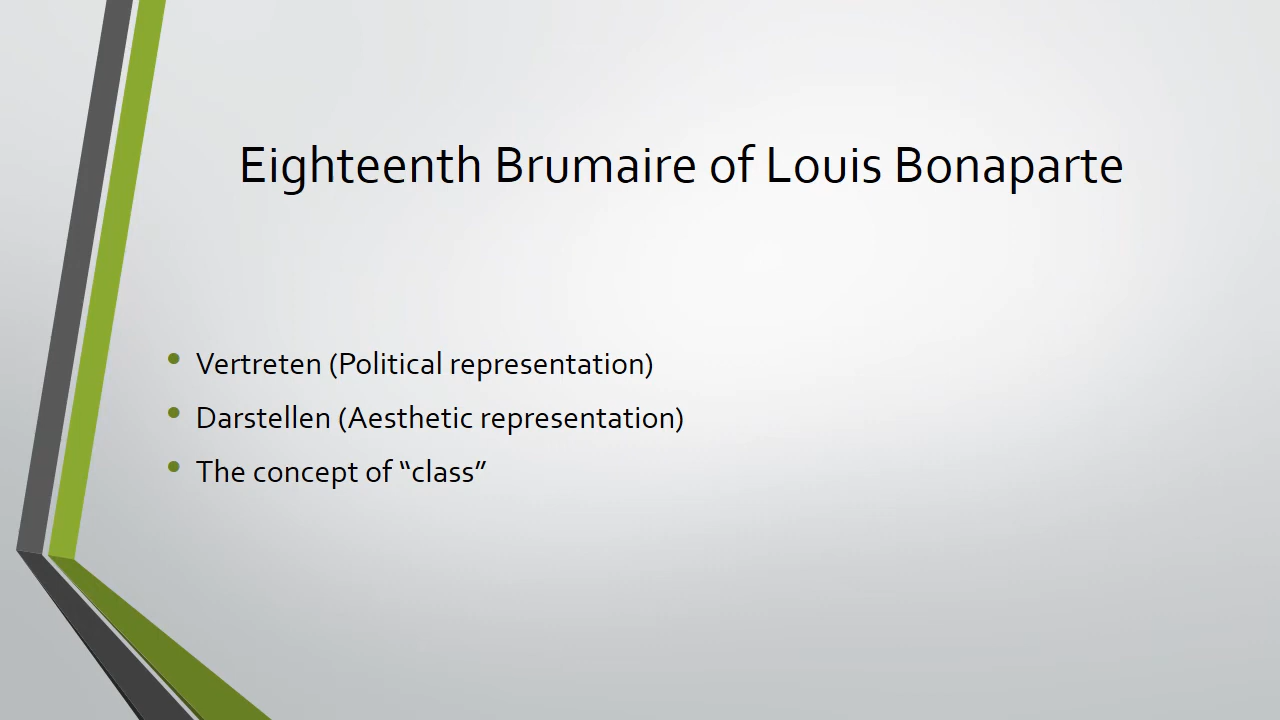 Eighteenth Brumaire of Louis Bonaparte
• Vertreten (Political representation)
• Darstellen (Aesthetic representation)
• The concept of “class”